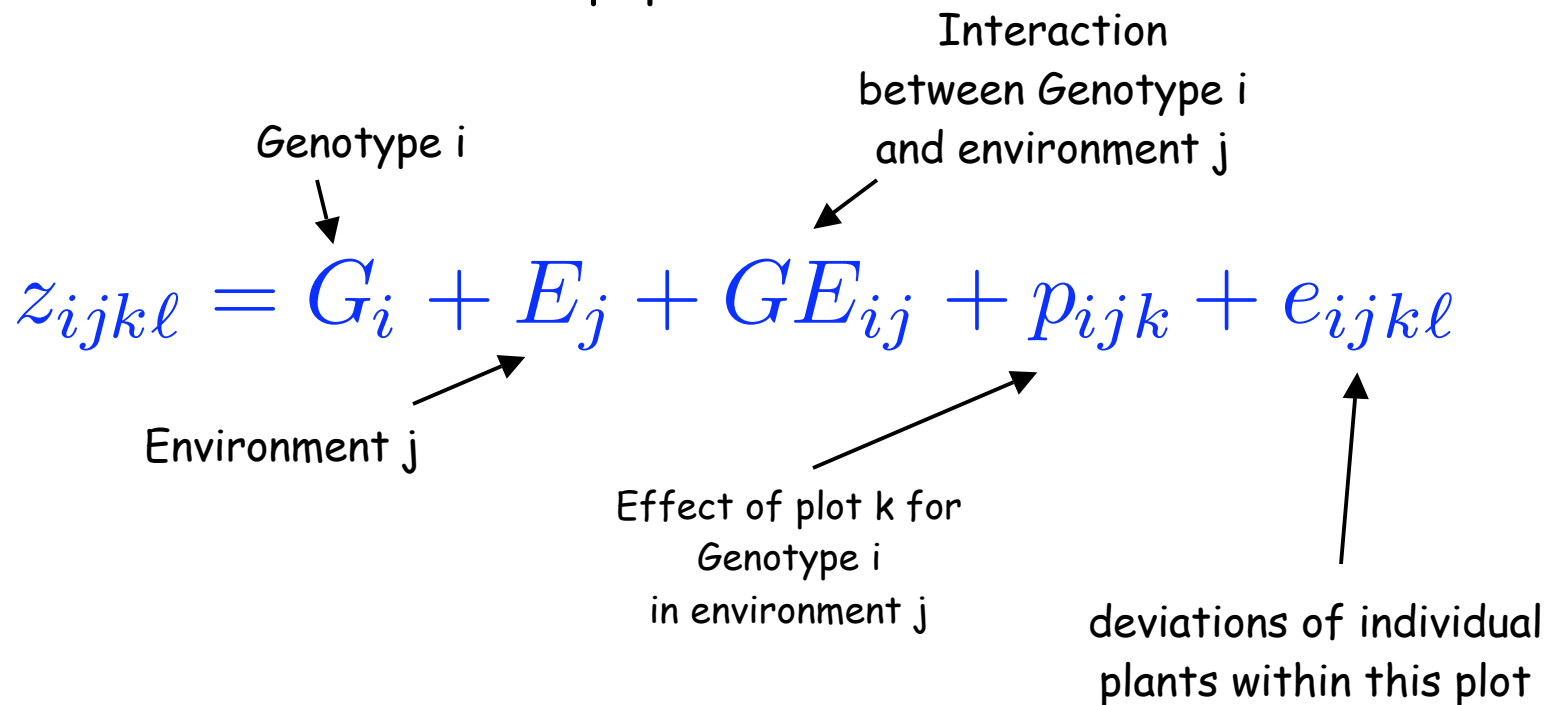 Interaction
between Genotype i
and environment j
Genotype i
z_{ijkℓ} = G_i + E_j + GE_{ij} + p_{ijk} + e_{ijkℓ}
Environment j
Effect of plot k for
Genotype i
in environment j
deviations of individual
plants within this plot